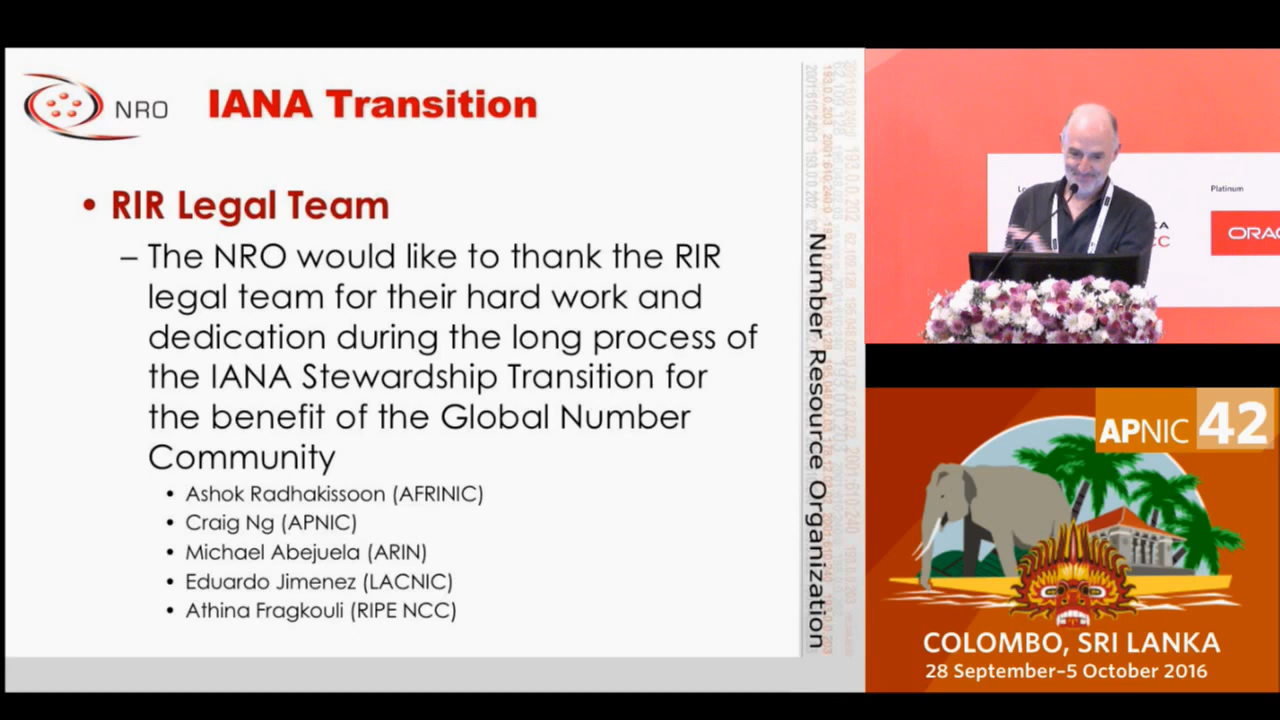 NRO
IANA Transition
• RIR Legal Team
– The NRO would like to thank the RIR
legal team for their hard work and
dedication during the long process of
the IANA Stewardship Transition for
the benefit of the Global Number
Community
• Ashok Radhakissoon (AFRINIC)
• Craig Ng (APNIC)
• Michael Abejuela (ARIN)
• Eduardo Jimenez (LACNIC)
• Athina Fragkouli (RIPE NCC)
Number Resource Organization
Platinum
APNIC 42
COLOMBO, SRI LANKA
28 September–5 October 2016